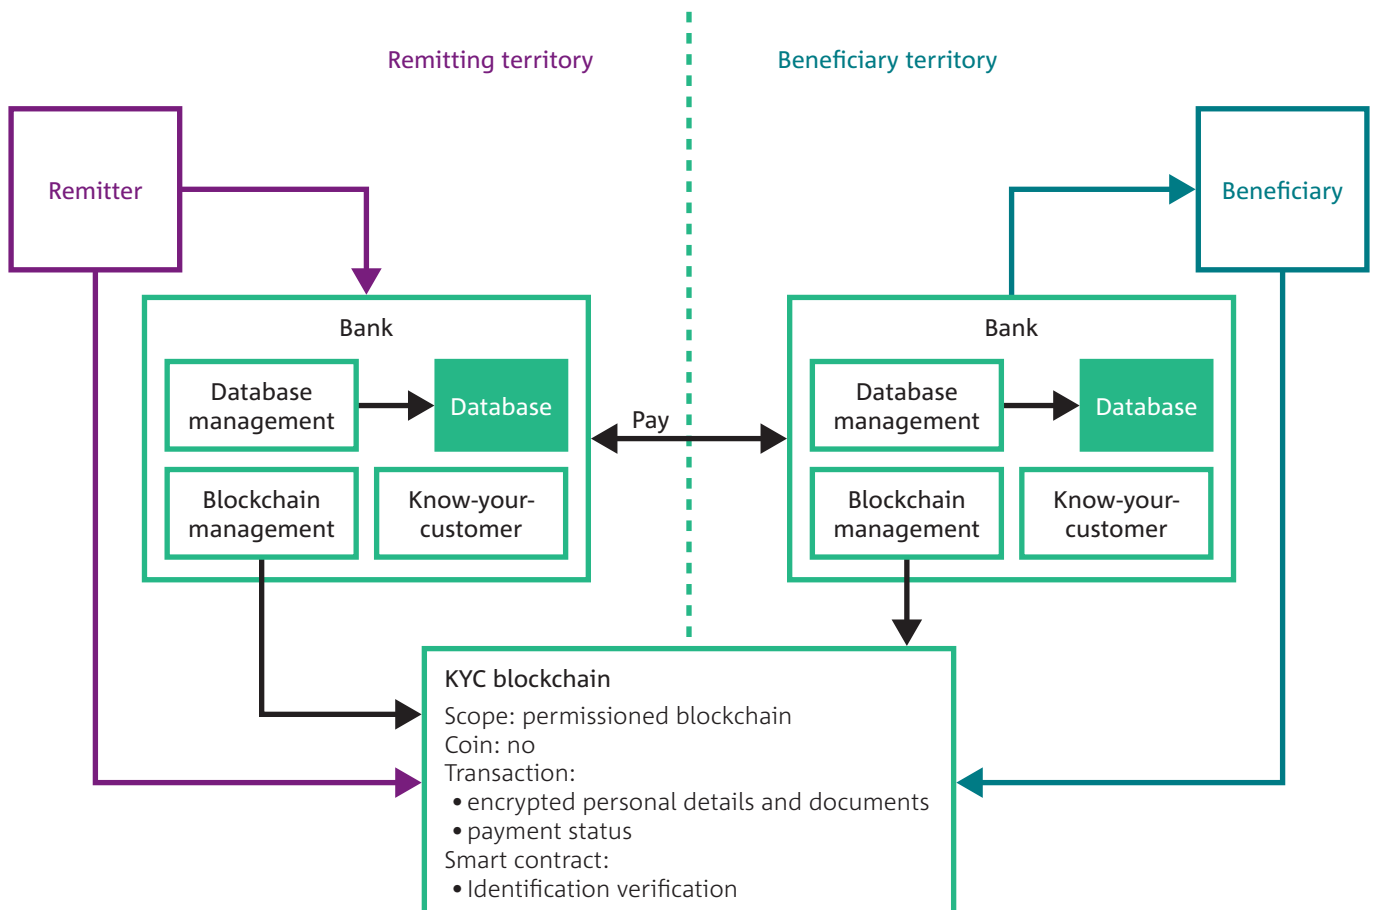 Remitting territory
Beneficiary territory
Remitter
Beneficiary
Bank
Database
management
Database
Blockchain
management
Know-your-
customer
Pay
Bank
Database
management
Database
Blockchain
management
Know-your-
customer
KYC blockchain
Scope: permissioned blockchain
Coin: no
Transaction:
• encrypted personal details and documents
• payment status
Smart contract:
• Identification verification